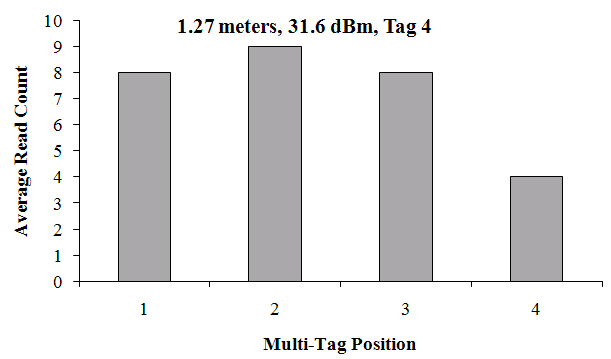 1.27 meters, 31.6 dBm, Tag 4
Average Read Count
10
9
8
7
6
5
4
3
2
1
0
1 2 3 4
Multi-Tag Position